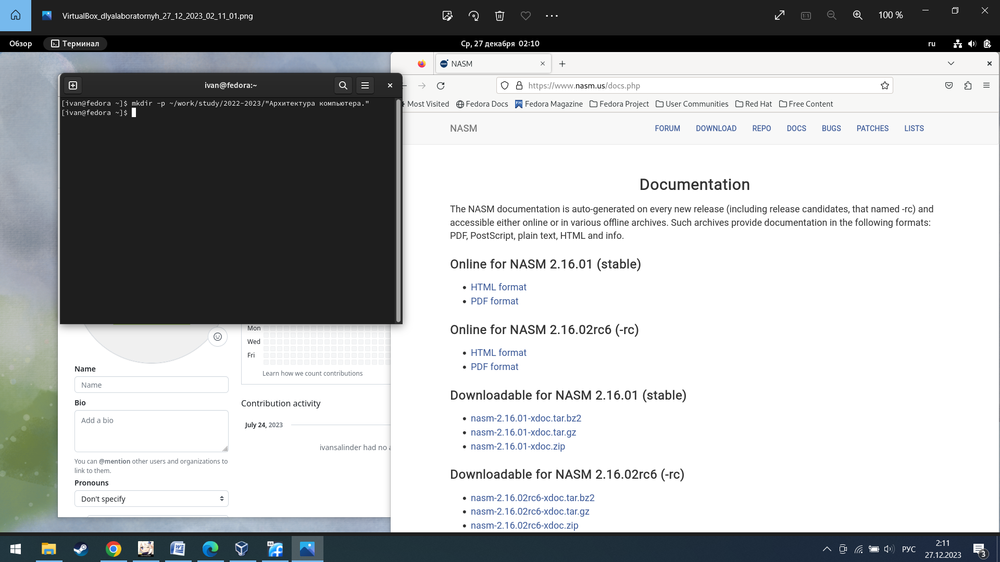 VirtualBox_dlyalaboratornyh_27_12_2023_02_11_01.png
100 %
Обзор
Терминал
Ср, 27 декабря 02:10
ru
NASM
ivan@fedora:~
https://www.nasm.us/docs.php
[ivan@fedora ~]$ mkdir -p ~/work/study/2022-2023/"Архитектура компьютера."
[ivan@fedora ~]$
Most Visited
Fedora Docs
Fedora Magazine
Fedora Project
User Communities
Red Hat
Free Content
NASM
FORUM
DOWNLOAD
REPO
DOCS
BUGS
PATCHES
LISTS
Documentation
The NASM documentation is auto-generated on every new release (including release candidates, that named -rc) and
accessible either online or in various offline archives. Such archives provide documentation in the following formats:
PDF, PostScript, plain text, HTML and info.
Online for NASM 2.16.01 (stable)
HTML format
PDF format
Online for NASM 2.16.02rc6 (-rc)
HTML format
PDF format
Downloadable for NASM 2.16.01 (stable)
nasm-2.16.01-xdoc.tar.bz2
nasm-2.16.01-xdoc.tar.gz
nasm-2.16.01-xdoc.zip
Downloadable for NASM 2.16.02rc6 (-rc)
nasm-2.16.02rc6-xdoc.tar.bz2
nasm-2.16.02rc6-xdoc.tar.gz
nasm-2.16.02rc6-xdoc.zip
Mon
Wed
Fri
Learn how we count contributions
Name
Name
Bio
Add a bio
You can @mention other users and organizations to
link to them.
Pronouns
Don't specify
Contribution activity
July 24, 2023
ivansalinder had no a
РУС
2:11
27.12.2023
3